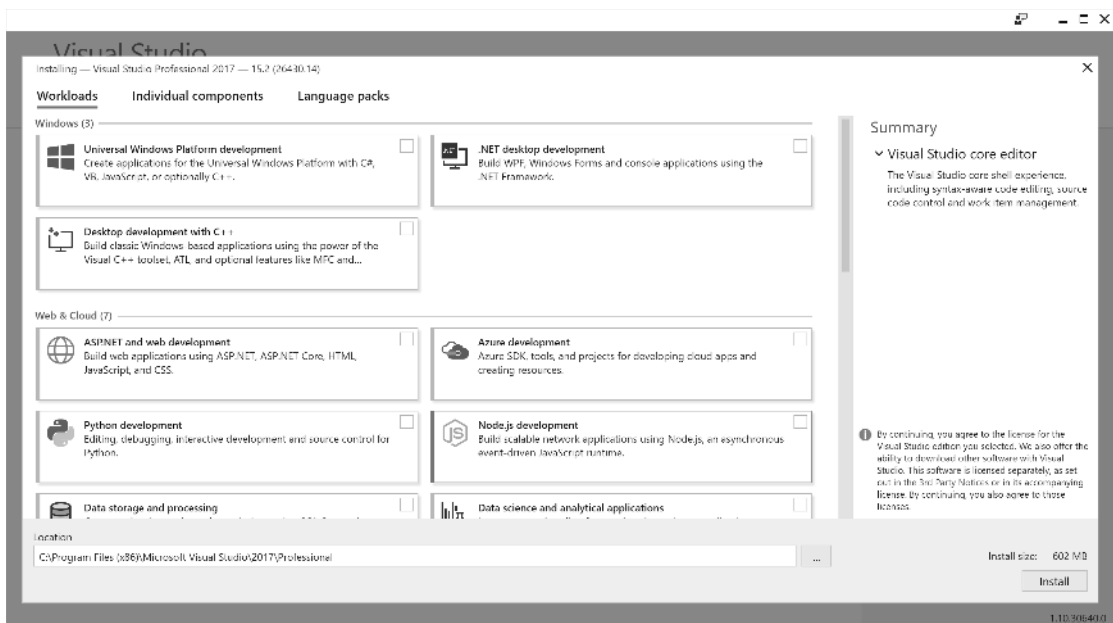 Visual Studio
Installing — Visual Studio Professional 2017 — 15.2 (26430.14)
Workloads Individual components Language packs
Windows (3)
Universal Windows Platform development
Create applications for the Universal Windows Platform with C#,
VB, JavaScript, or optionally C++.
.NET desktop development
Build WPF, Windows Forms and console applications using the
.NET Framework.
Desktop development with C++
Build classic Windows-based applications using the power of the
Visual C++ toolset, ATL, and optional features like MFC and...
Web & Cloud (7)
ASP.NET and web development
Build web applications using ASP.NET, ASP.NET Core, HTML,
JavaScript, and CSS.
Azure development
Azure SDK, tools, and projects for developing cloud apps and
creating resources.
Python development
Editing, debugging, interactive development and source control for
Python.
JS
Node.js development
Build scalable network applications using Node.js, an asynchronous
event-driven JavaScript runtime.
Data storage and processing
Data science and analytical applications
Summary
Visual Studio core editor
The Visual Studio core shell experience,
including syntax-aware code editing, source
code control and work item management.
By continuing, you agree to the license for the
Visual Studio edition you selected. We also offer the
ability to download other software with Visual
Studio. This software is licensed separately, as set
out in the 3rd Party Notices or in its accompanying
license. By continuing, you also agree to those
licenses.
Location
C:\Program Files (x86)\Microsoft Visual Studio\2017\Professional
...
Install size: 602 MB
Install
1.10.30640.0